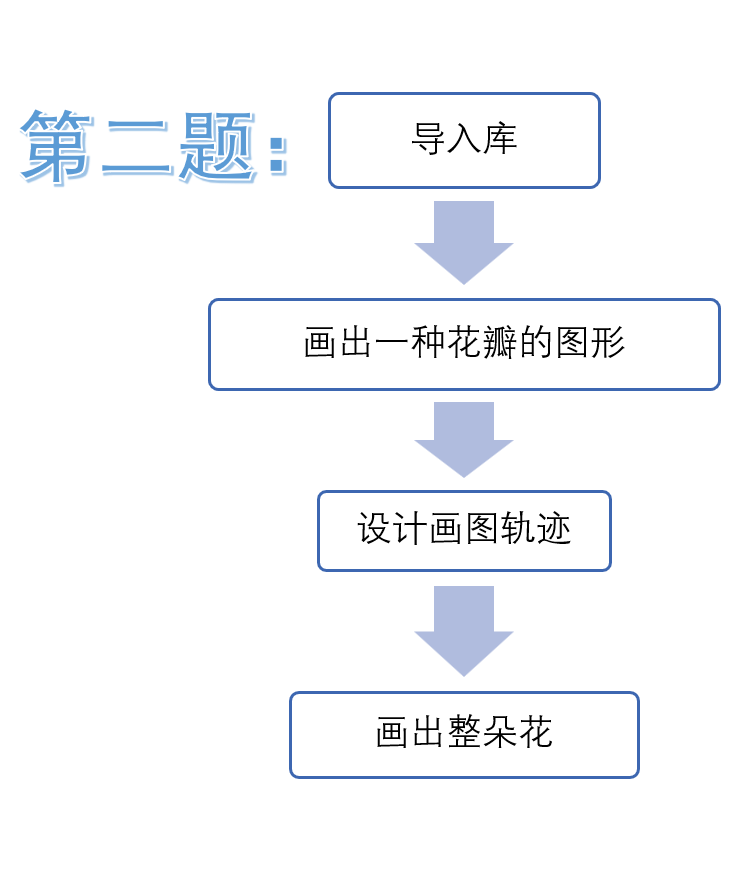 第二题：
导入库
画出一种花瓣的图形
设计画图轨迹
画出整朵花